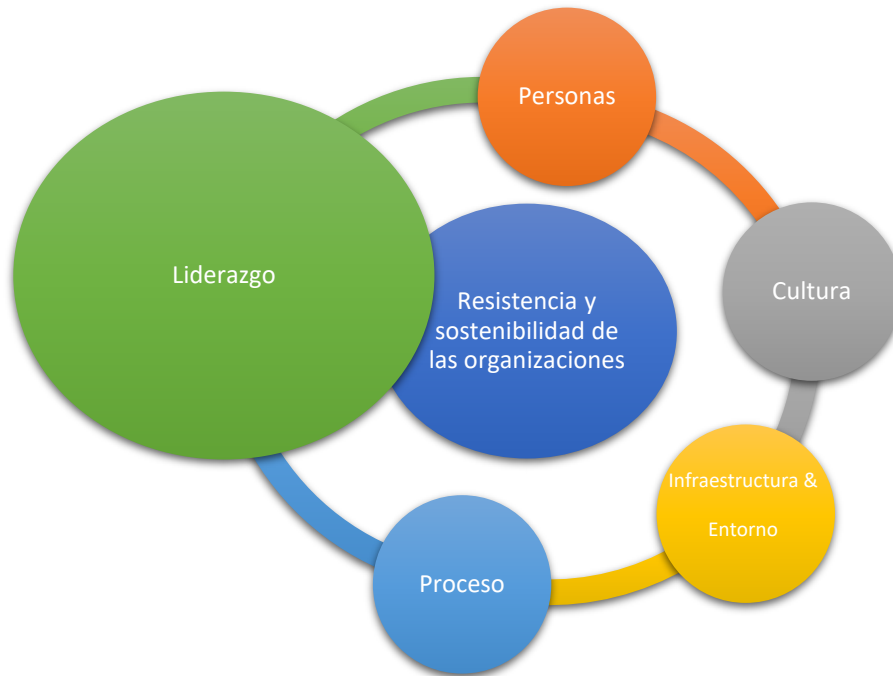 Personas
Liderazgo
Resistencia y
sostenibilidad de
las organizaciones
Cultura
Infraestructura &
Entorno
Proceso